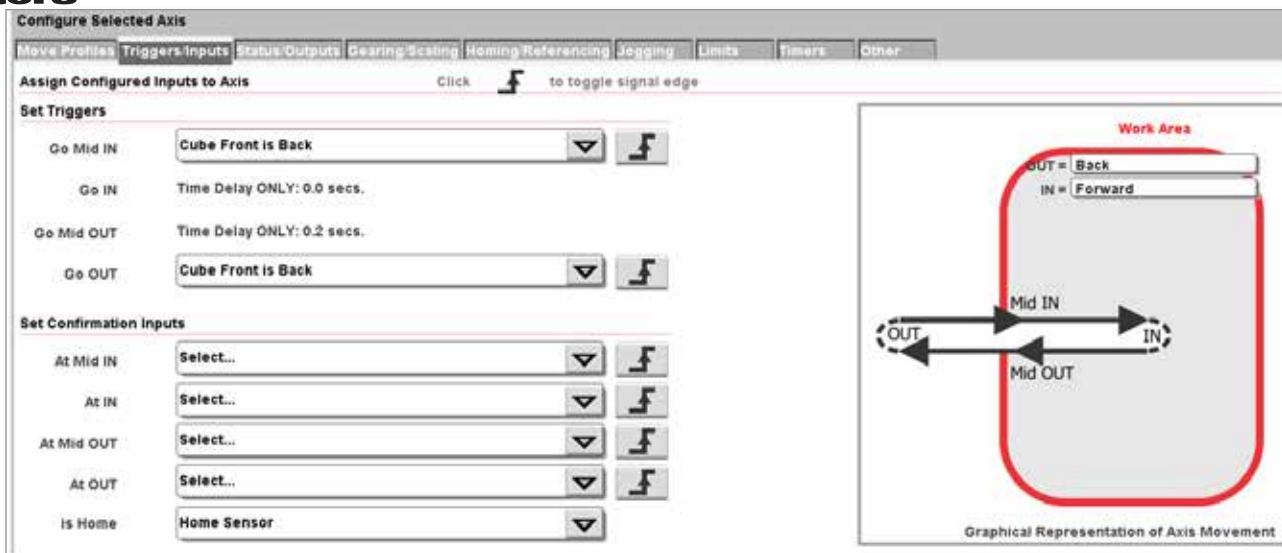 Configure Selected Axis
Move Profiles Triggers/Inputs Status/Outputs Gearing/Scaling Homing/Referencing Jogging Limits Timers Other
Assign Configured Inputs to Axis Click to toggle signal edge
Set Triggers
Go Mid IN Cube Front is Back
Go IN Time Delay ONLY: 0.0 secs.
Go Mid OUT Time Delay ONLY: 0.2 secs.
Go OUT Cube Front is Back
Set Confirmation Inputs
At Mid IN Select...
At IN Select...
At Mid OUT Select...
At OUT Select...
Is Home Home Sensor
Work Area
OUT = Back
IN = Forward
Mid IN
OUT
IN
Mid OUT
Graphical Representation of Axis Movement